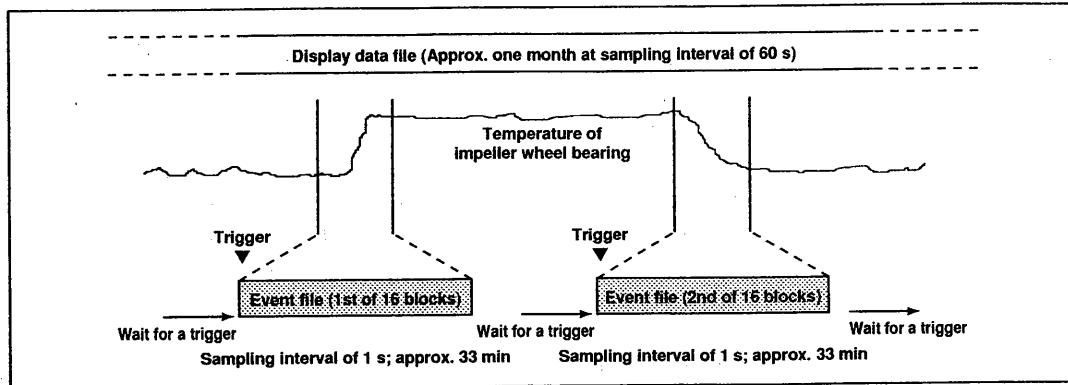 Display data file (Approx. one month at sampling interval of 60 s)
Temperature of
impeller wheel bearing
Trigger
Trigger
Event file (1st of 16 blocks)
Event file (2nd of 16 blocks)
Wait for a trigger
Wait for a trigger
Wait for a trigger
Sampling interval of 1 s; approx. 33 min
Sampling interval of 1 s; approx. 33 min